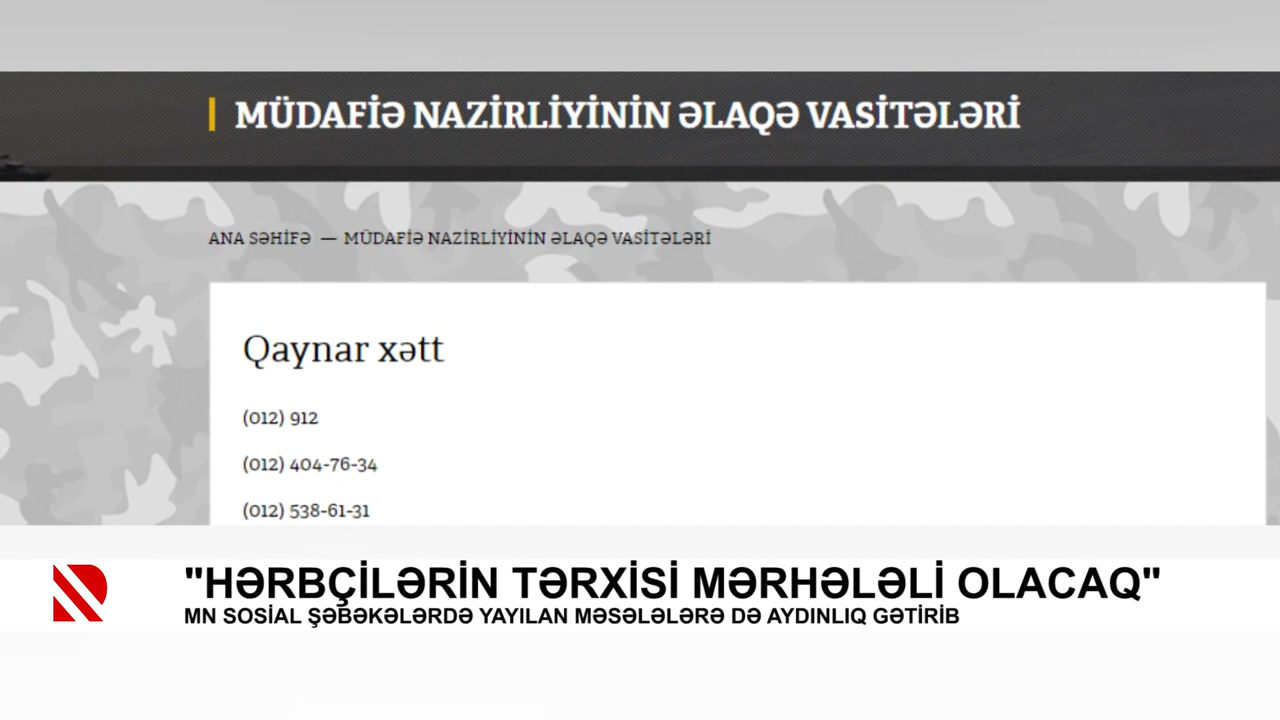 MÜDAFİƏ NAZİRLİYİNİN ƏLAQƏ VASİTƏLƏRİ
ANA SƏHİFƏ — MÜDAFİƏ NAZİRLİYİNİN ƏLAQƏ VASİTƏLƏRİ
Qaynar xətt
(012) 912
(012) 404-76-34
(012) 538-61-31
"HƏRBÇİLƏRİN TƏRXİSİ MƏRHƏLƏLİ OLACAQ"
MN SOSİAL ŞƏBƏKƏLƏRDƏ YAYILAN MƏSƏLƏLƏRƏ DƏ AYDINLIQ GƏTİRİB